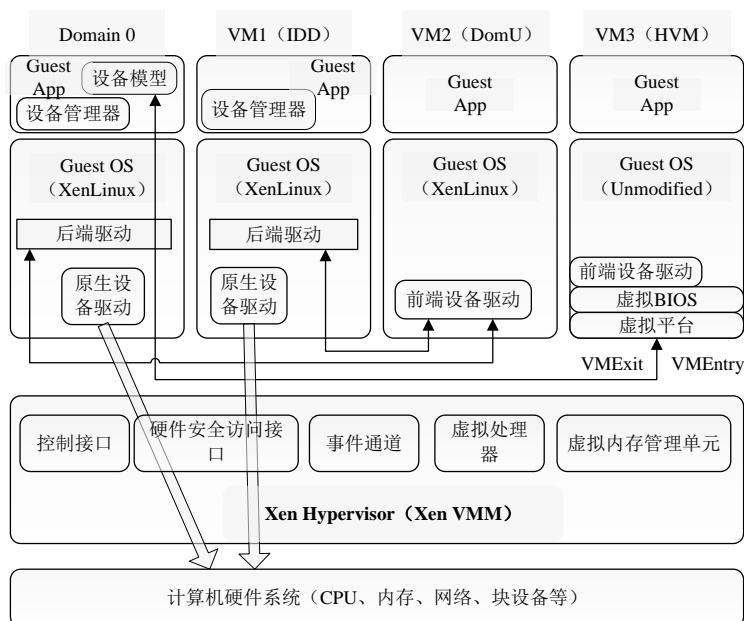 Domain 0
VM1（IDD）
VM2（DomU）
VM3（HVM）
Guest
App
设备模型
设备管理器
Guest
App
设备管理器
Guest
App
Guest
App
Guest OS
（XenLinux）
后端驱动
原生设
备驱动
Guest OS
（XenLinux）
后端驱动
原生设
备驱动
Guest OS
（XenLinux）
前端设备驱动
Guest OS
（Unmodified）
前端设备驱动
虚拟BIOS
虚拟平台
VMExit
VMEntry
控制接口
硬件安全访问接
口
事件通道
虚拟处理
器
虚拟内存管理单元
Xen Hypervisor（Xen VMM）
计算机硬件系统（CPU、内存、网络、块设备等）